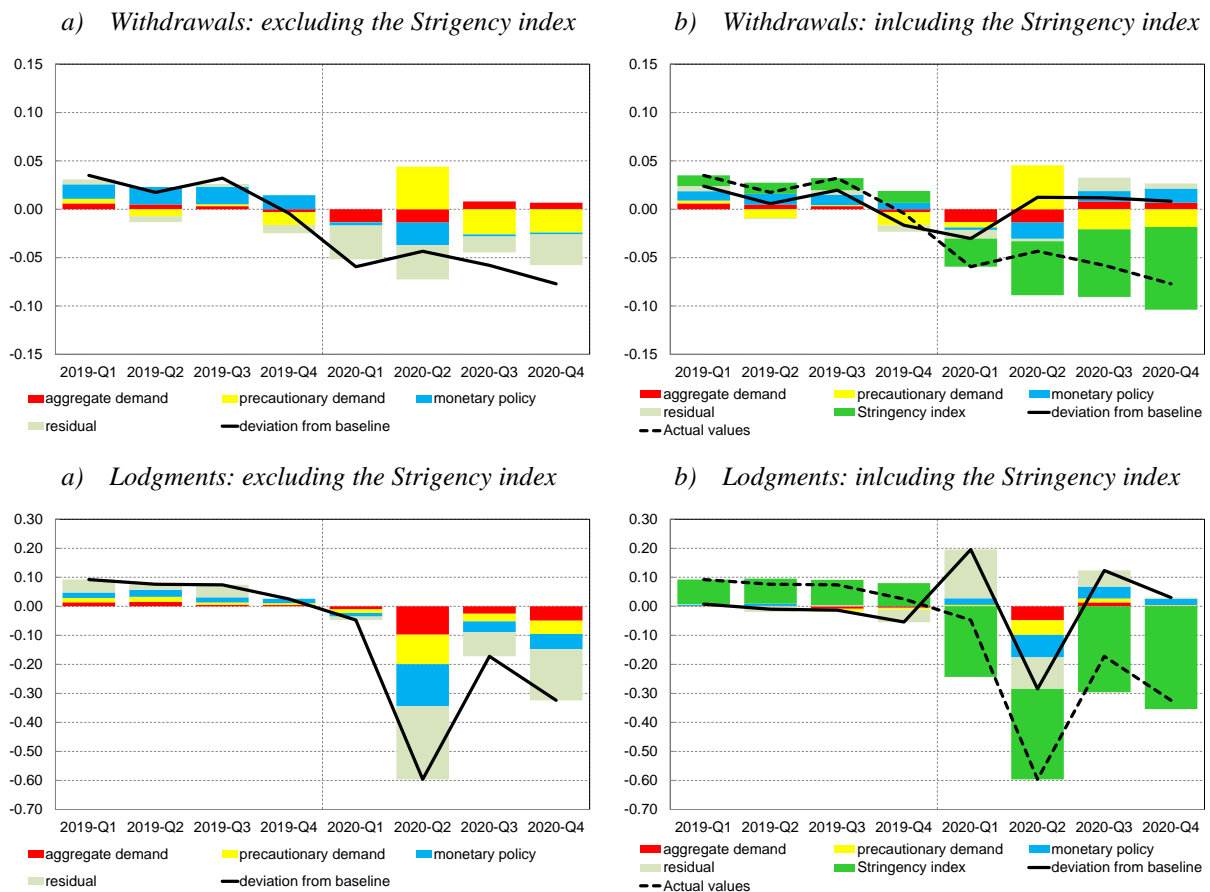 a) Withdrawals: excluding the Strigency index
0.15
0.10
0.05
0.00
-0.05
-0.10
-0.15
2019-Q1 2019-Q2 2019-Q3 2019-Q4 2020-Q1 2020-Q2 2020-Q3 2020-Q4
aggregate demand precautionary demand monetary policy
residual deviation from baseline
b) Withdrawals: inlcuding the Stringency index
0.15
0.10
0.05
0.00
-0.05
-0.10
-0.15
2019-Q1 2019-Q2 2019-Q3 2019-Q4 2020-Q1 2020-Q2 2020-Q3 2020-Q4
aggregate demand precautionary demand monetary policy
residual Stringency index deviation from baseline
Actual values
a) Lodgments: excluding the Strigency index
0.30
0.20
0.10
0.00
-0.10
-0.20
-0.30
-0.40
-0.50
-0.60
-0.70
2019-Q1 2019-Q2 2019-Q3 2019-Q4 2020-Q1 2020-Q2 2020-Q3 2020-Q4
aggregate demand precautionary demand monetary policy
residual deviation from baseline
b) Lodgments: inlcuding the Stringency index
0.30
0.20
0.10
0.00
-0.10
-0.20
-0.30
-0.40
-0.50
-0.60
-0.70
2019-Q1 2019-Q2 2019-Q3 2019-Q4 2020-Q1 2020-Q2 2020-Q3 2020-Q4
aggregate demand precautionary demand monetary policy
residual Stringency index deviation from baseline
Actual values